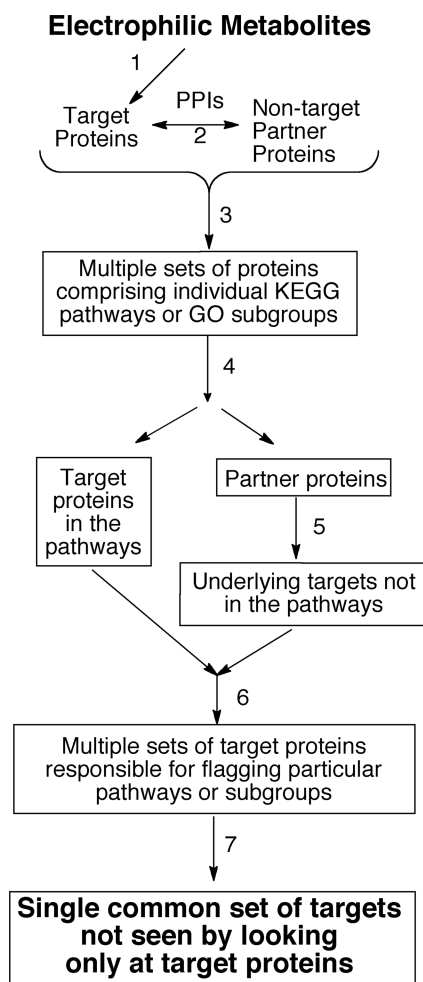 Electrophilic Metabolites
1
Target
Proteins
PPIs
2
Non-target
Partner
Proteins
3
Multiple sets of proteins
comprising individual KEGG
pathways or GO subgroups
4
Target
proteins
in the
pathways
Partner proteins
5
Underlying targets not
in the pathways
6
Multiple sets of target proteins
responsible for flagging particular
pathways or subgroups
7
Single common set of targets
not seen by looking
only at target proteins